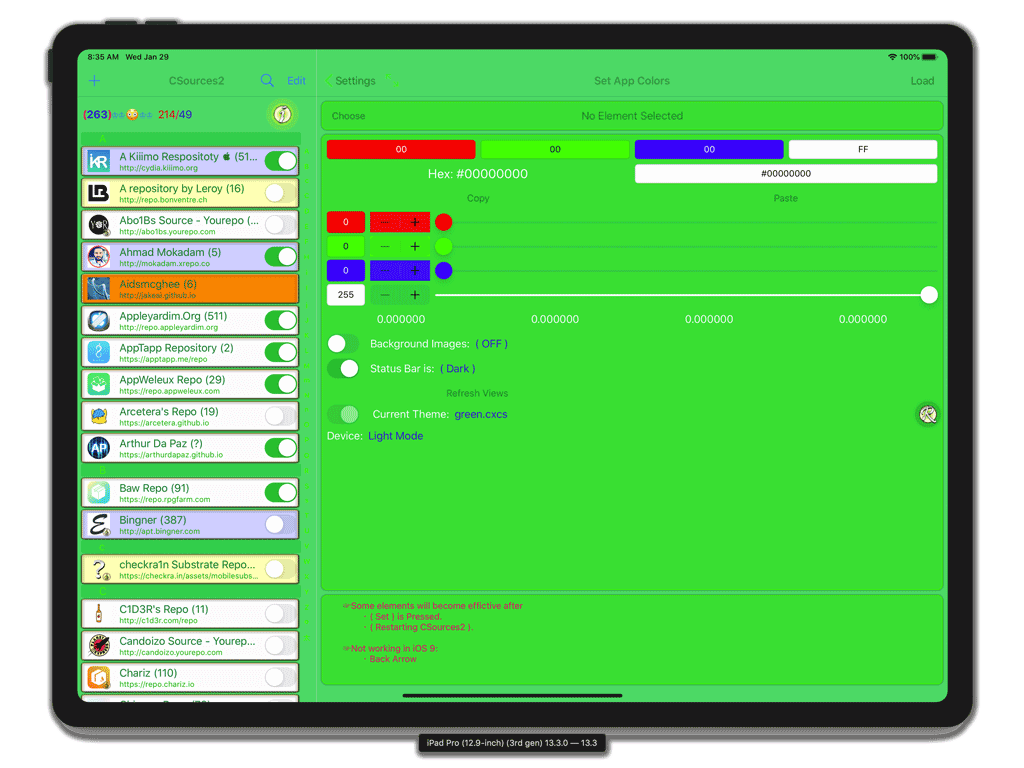 8:35 AM Wed Jan 29
100%
CSources2
Edit
(263)
214/49
A
A Kiiimo Respositoty (51...
http://cydia.kiiimo.org
A repository by Leroy (16)
http://repo.bonventre.ch
Abo1Bs Source - Yourepo (...
http://abo1bs.yourepo.com
Ahmad Mokadam (5)
http://mokadam.xrepo.co
Aidsmcghee (6)
http://jakeai.github.io
Appleyardim.Org (511)
http://repo.appleyardim.org
AppTapp Repository (2)
https://apptapp.me/repo
AppWeleux Repo (29)
https://repo.appweleux.com
Arcetera's Repo (19)
https://arcetera.github.io
Arthur Da Paz (?)
https://arthurdapaz.github.io
B
Baw Repo (91)
https://repo.rpgfarm.com
Bingner (387)
http://apt.bingner.com
checkra1n Substrate Repo...
https://checkra.in/assets/mobilesubs...
C1D3R's Repo (11)
http://c1d3r.com/repo
Candoizo Source - Yourep...
http://candoizo.yourepo.com
Chariz (110)
https://repo.chariz.io
Settings
Set App Colors
Load
Choose
No Element Selected
00
00
00
FF
Hex: #00000000
#00000000
Copy
Paste
0
0
0
255
0.000000
0.000000
0.000000
0.000000
Background Images: ( OFF )
Status Bar is: ( Dark )
Refresh Views
Current Theme: green.cxcs
Device: Light Mode
☞Some elements will become effictive after
- ( Set ) is Pressed.
- ( Restarting CSources2 ).
☞Not working in iOS 9:
- Back Arrow
iPad Pro (12.9-inch) (3rd gen) 13.3.0 — 13.3